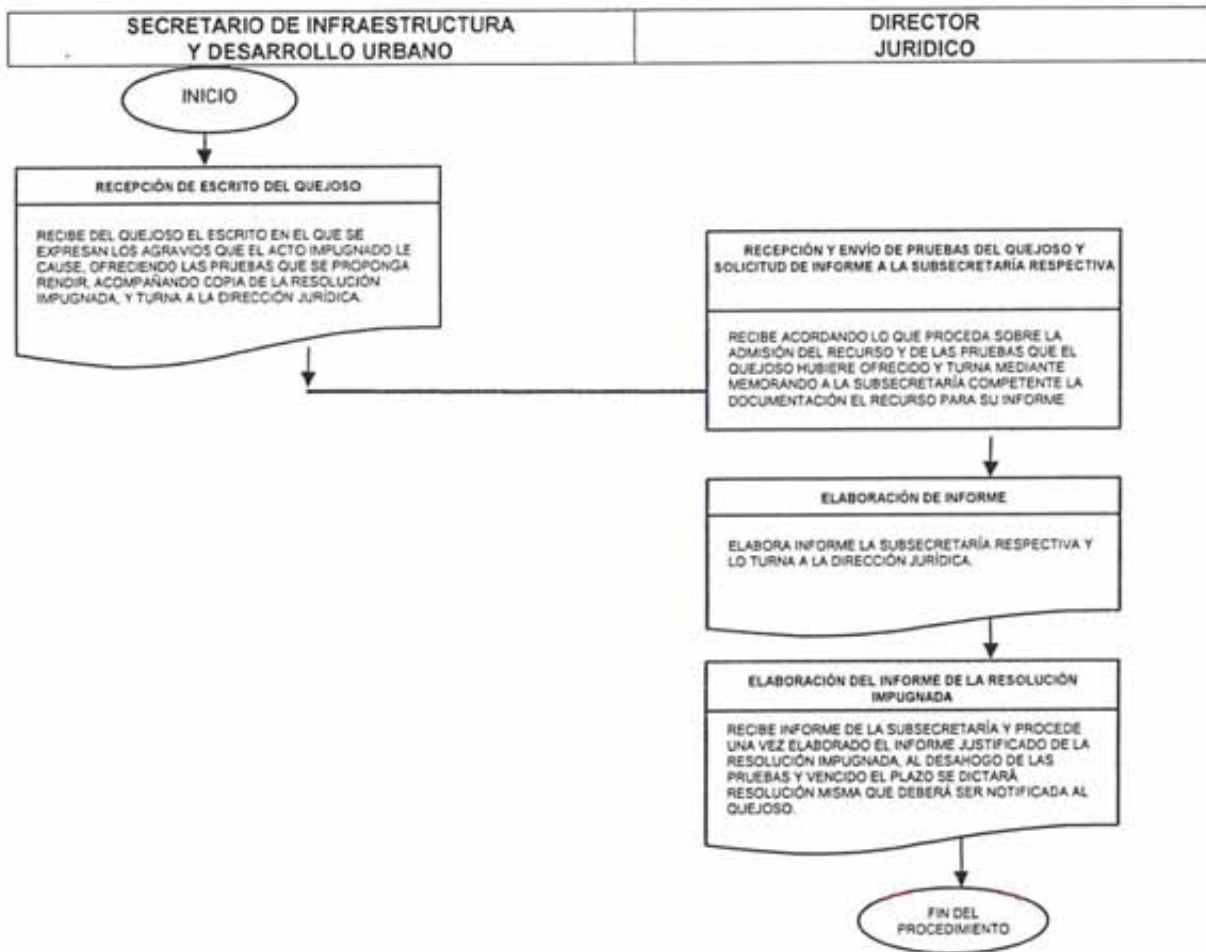 SECRETARIO DE INFRAESTRUCTURA
Y DESARROLLO URBANO
DIRECTOR
JURIDICO
INICIO
RECEPCIÓN DE ESCRITO DEL QUEJOSO
RECIBE DEL QUEJOSO EL ESCRITO EN EL QUE SE
EXPRESAN LOS AGRAVIOS QUE EL ACTO IMPUGNADO LE
CAUSE, OFRECIENDO LAS PRUEBAS QUE SE PROPONGA
RENDIR, ACOMPAÑANDO COPIA DE LA RESOLUCIÓN
IMPUGNADA, Y TURNA A LA DIRECCIÓN JURÍDICA.
RECEPCIÓN Y ENVÍO DE PRUEBAS DEL QUEJOSO Y
SOLICITUD DE INFORME A LA SUBSECRETARÍA RESPECTIVA
RECIBE ACORDANDO LO QUE PROCEDA SOBRE LA
ADMISIÓN DEL RECURSO Y DE LAS PRUEBAS QUE EL
QUEJOSO HUBIERE OFRECIDO Y TURNA MEDIANTE
MEMORANDO A LA SUBSECRETARÍA COMPETENTE LA
DOCUMENTACIÓN EL RECURSO PARA SU INFORME
ELABORACIÓN DE INFORME
ELABORA INFORME LA SUBSECRETARÍA RESPECTIVA Y
LO TURNA A LA DIRECCIÓN JURÍDICA.
ELABORACIÓN DEL INFORME DE LA RESOLUCIÓN
IMPUGNADA
RECIBE INFORME DE LA SUBSECRETARÍA Y PROCEDE
UNA VEZ ELABORADO EL INFORME JUSTIFICADO DE LA
RESOLUCIÓN IMPUGNADA, AL DESAHOGO DE LAS
PRUEBAS Y VENCIDO EL PLAZO SE DICTARÁ
RESOLUCIÓN MISMA QUE DEBERÁ SER NOTIFICADA AL
QUEJOSO.
FIN DEL
PROCEDIMIENTO